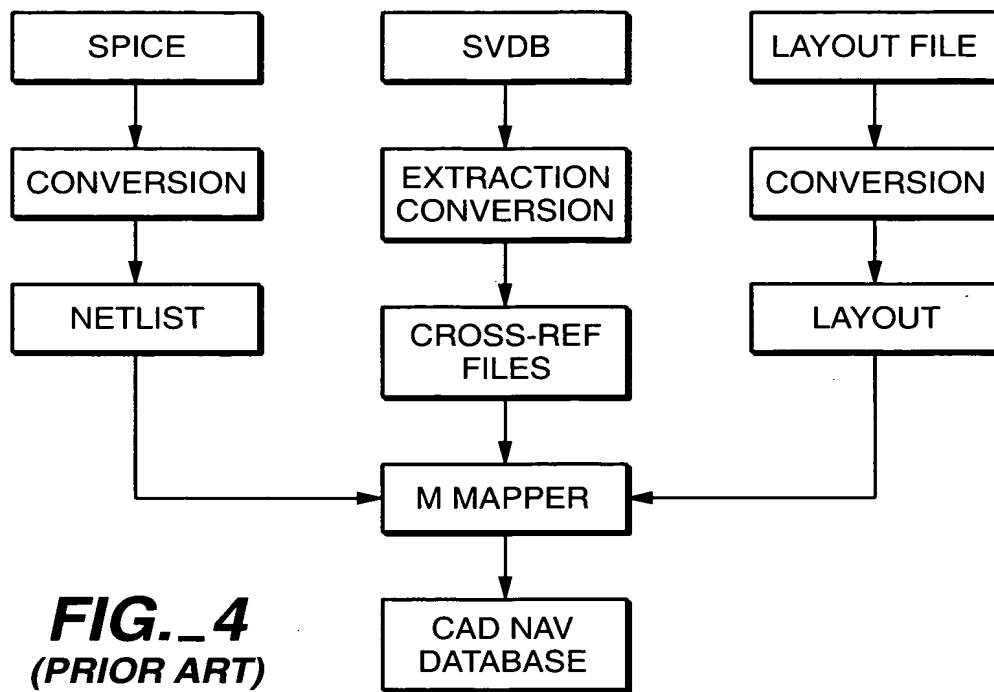 SPICE
SVDB
LAYOUT FILE
CONVERSION
EXTRACTION
CONVERSION
CONVERSION
NETLIST
CROSS-REF
FILES
LAYOUT
M MAPPER
CAD NAV
DATABASE
FIG._4
(PRIOR ART)